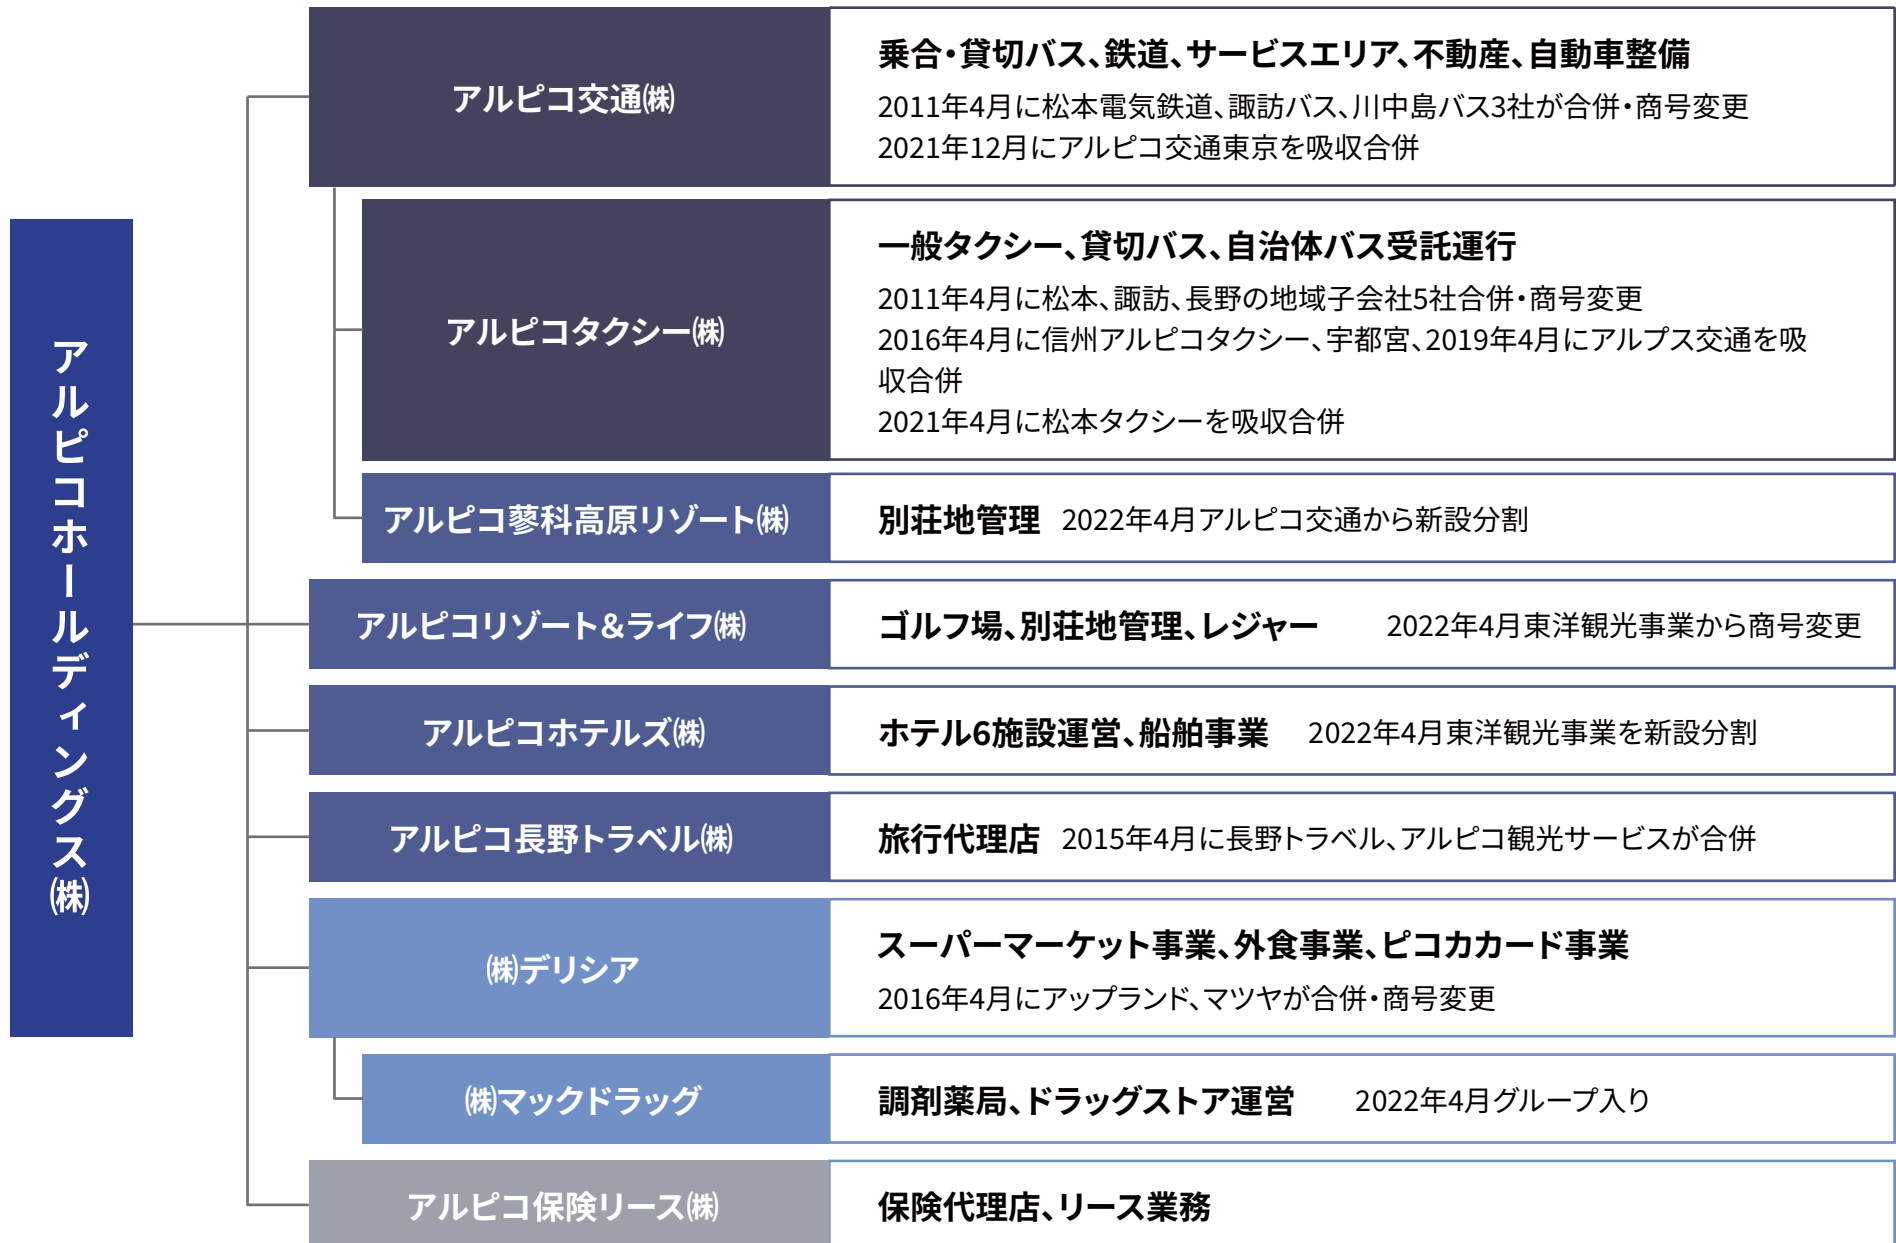 アルピコホールディングス㈱
アルピコ交通㈱
乗合・貸切バス、鉄道、サービスエリア、不動産、自動車整備
2011年4月に松本電気鉄道、諏訪バス、川中島バス3社が合併・商号変更
2021年12月にアルピコ交通東京を吸収合併
アルピコタクシー㈱
一般タクシー、貸切バス、自治体バス受託運行
2011年4月に松本、諏訪、長野の地域子会社5社合併・商号変更
2016年4月に信州アルピコタクシー、宇都宮、2019年4月にアルプス交通を吸
収合併
2021年4月に松本タクシーを吸収合併
アルピコ蓼科高原リゾート㈱
別荘地管理 2022年4月アルピコ交通から新設分割
アルピコリゾート&ライフ㈱
ゴルフ場、別荘地管理、レジャー 2022年4月東洋観光事業から商号変更
アルピコホテルズ㈱
ホテル6施設運営、船舶事業 2022年4月東洋観光事業を新設分割
アルピコ長野トラベル㈱
旅行代理店 2015年4月に長野トラベル、アルピコ観光サービスが合併
㈱デリシア
スーパーマーケット事業、外食事業、ピコカカード事業
2016年4月にアップランド、マツヤが合併・商号変更
㈱マックドラッグ
調剤薬局、ドラッグストア運営 2022年4月グループ入り
アルピコ保険リース㈱
保険代理店、リース業務